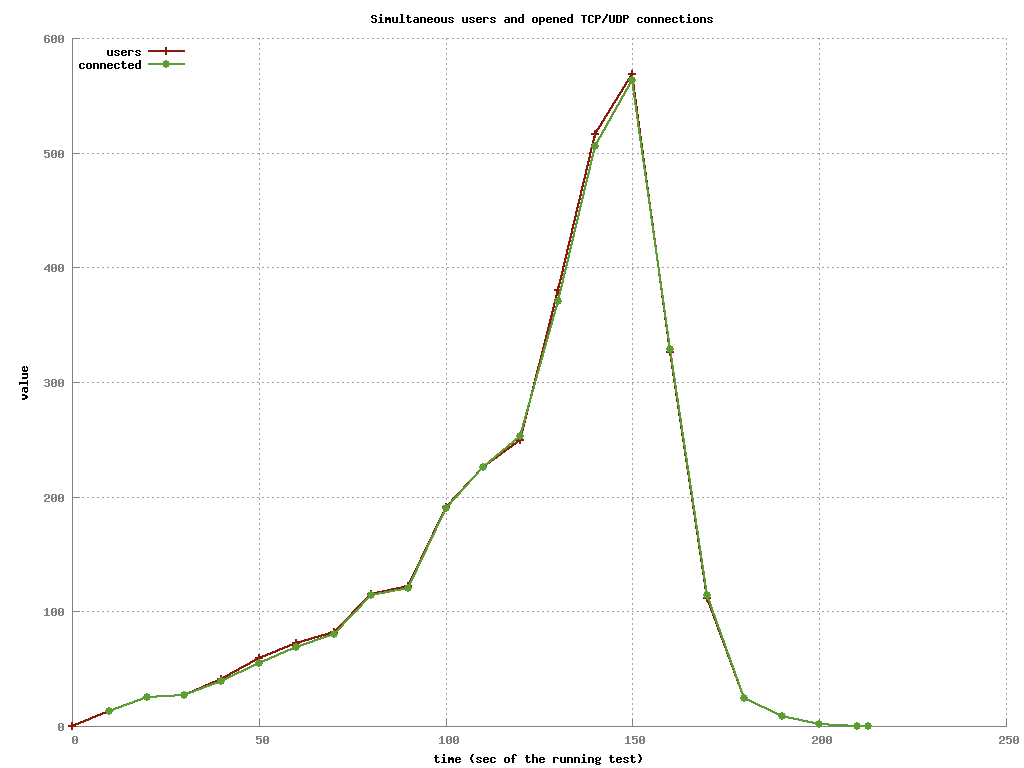 Simultaneous users and opened TCP/UDP connections
600
users
connected
500
400
300
value
200
100
0
0 50 100 150 200 250
time (sec of the running test)